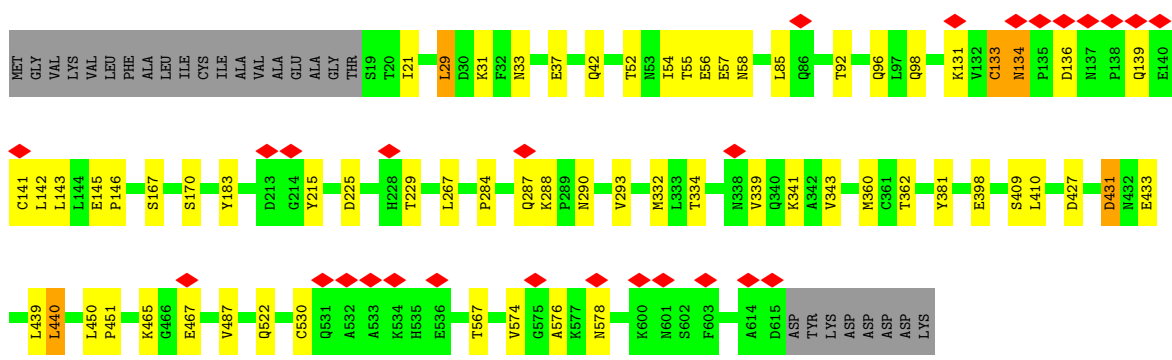 MET GLY VAL LYS VAL LEU PHE ALA LEU ILE CYS ILE ALA VAL ALA GLU ALA GLY THR S19 T20 I21 L29 D30 K31 F32 N33 E37 Q42 T52 N53 I54 T55 E56 E57 N58 L85 Q86 T92 Q96 L97 Q98 K131 V132 C133 N134 P135 D136 N137 P138 Q139 E140
C141 L142 L143 L144 E145 P146 S167 S170 Y183 D213 G214 Y215 D225 H228 T229 L267 P284 Q287 K288 P289 N290 V293 M332 L333 T334 N338 V339 Q340 K341 A342 V343 M360 C361 T362 Y381 E398 S409 L410 D427 D431 N432 E433
L439 L440 L450 P451 K465 G466 E467 V487 Q522 C530 Q531 A532 A533 K534 H535 E536 T567 V574 G575 A576 K577 N578 K600 N601 S602 F603 A614 D615 ASP TYR LYS ASP ASP ASP ASP LYS